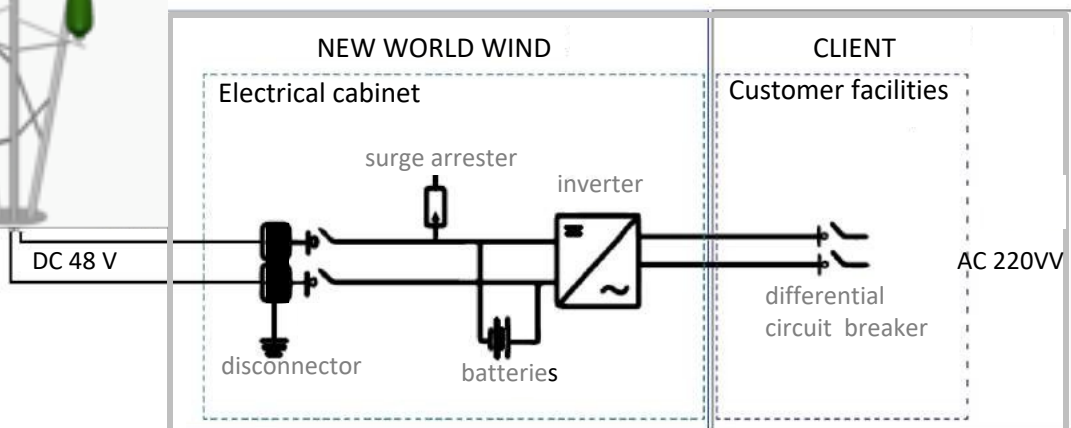 NEW WORLD WIND
CLIENT
Electrical cabinet
Customer facilities
surge arrester
inverter
DC 48 V
AC 220VV
differential
circuit breaker
disconnector
batteries